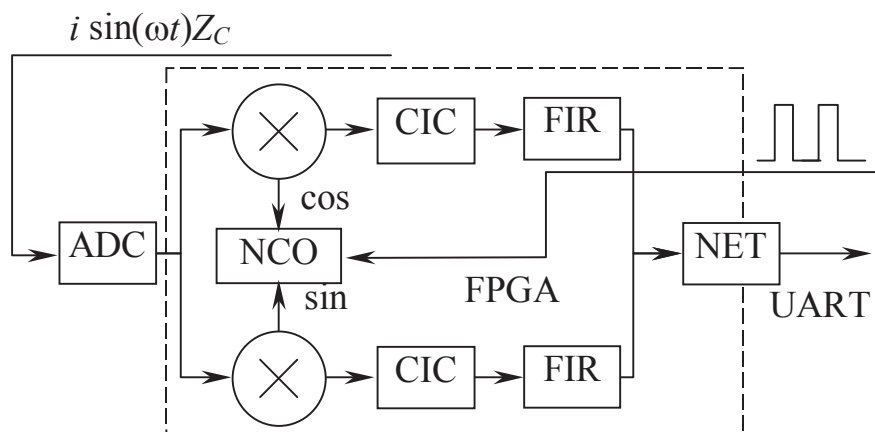 i sin(ωt)Z_C
CIC
FIR
cos
ADC
NCO
NET
sin
FPGA
UART
CIC
FIR